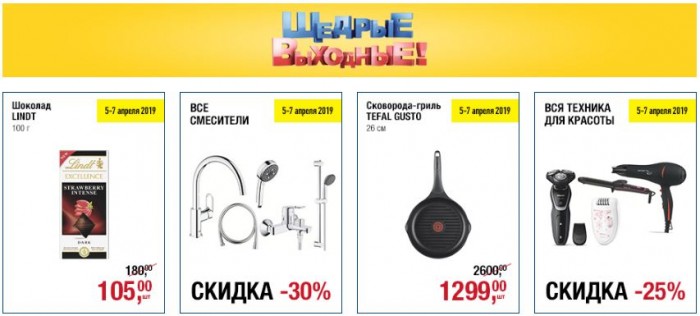 ЩЕДРЫЕ
ВЫХОДНЫЕ!
Шоколад
LINDT
100 г
5-7 апреля 2019
Lindt
EXCELLENCE
STRAWBERRY
INTENSE
DARK
180,00
105,00
шт
ВСЕ
СМЕСИТЕЛИ
5-7 апреля 2019
СКИДКА -30%
Сковорода-гриль
TEFAL GUSTO
26 см
5-7 апреля 2019
2600,00
1299,00
шт
ВСЯ ТЕХНИКА
ДЛЯ КРАСОТЫ
5-7 апреля 2019
СКИДКА -25%